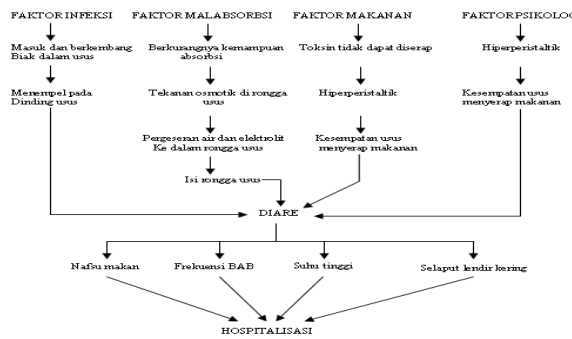 FAKTOR INFEKSI
FAKTOR MALABSORBSI
FAKTOR MAKANAN
FAKTOR PSIKOLOG
Masuk dan berkembang
Biak dalam usus
Berkurangnya kemampuan
absorbsi
Toksin tidak dapat diserap
Hiperperistaltik
Menempel pada
Dinding usus
Tekanan osmotik di rongga
usus
Hiperperistaltik
Kesempatan usus
menyerap makanan
Pergeseran air dan elektrolit
Ke dalam rongga usus
Kesempatan usus
menyerap makanan
Isi rongga usus
DIARE
Nafsu makan
Frekuensi BAB
Suhu tinggi
Selaput lendir kering
HOSPITALISASI